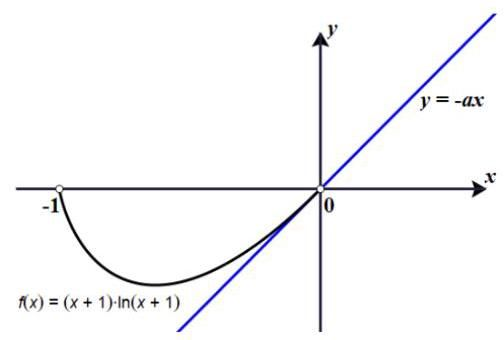 y
y = -ax
x
-1
0
f(x) = (x + 1)·ln(x + 1)